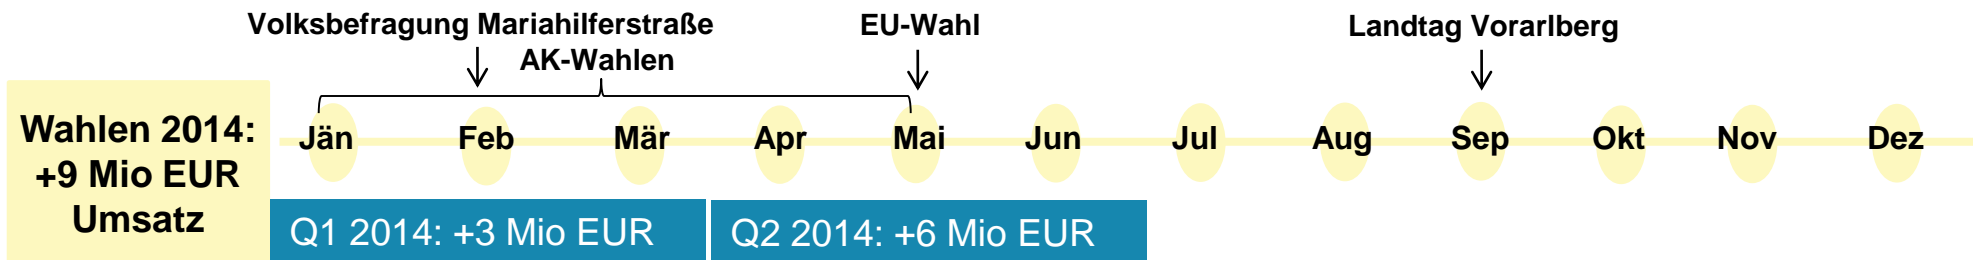 Volksbefragung Mariahilferstraße
AK-Wahlen
EU-Wahl
Landtag Vorarlberg
Wahlen 2014:
+9 Mio EUR
Umsatz
Jän Feb Mär Apr Mai Jun Jul Aug Sep Okt Nov Dez
Q1 2014: +3 Mio EUR
Q2 2014: +6 Mio EUR